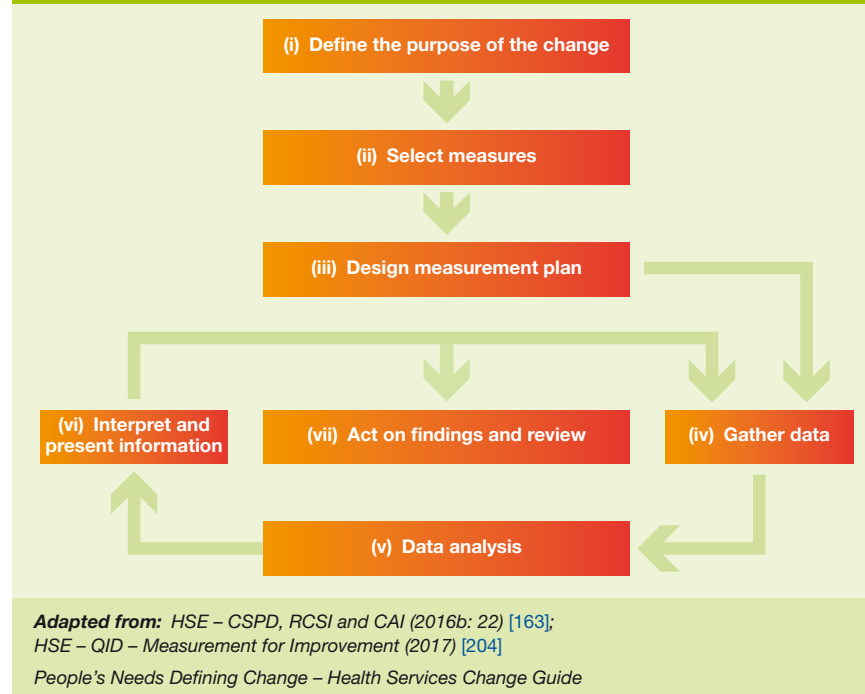 (i) Define the purpose of the change
(ii) Select measures
(iii) Design measurement plan
(vi) Interpret and
present information
(vii) Act on findings and review
(iv) Gather data
(v) Data analysis
Adapted from: HSE – CSPD, RCSI and CAI (2016b: 22) [163];
HSE – QID – Measurement for Improvement (2017) [204]
People’s Needs Defining Change – Health Services Change Guide